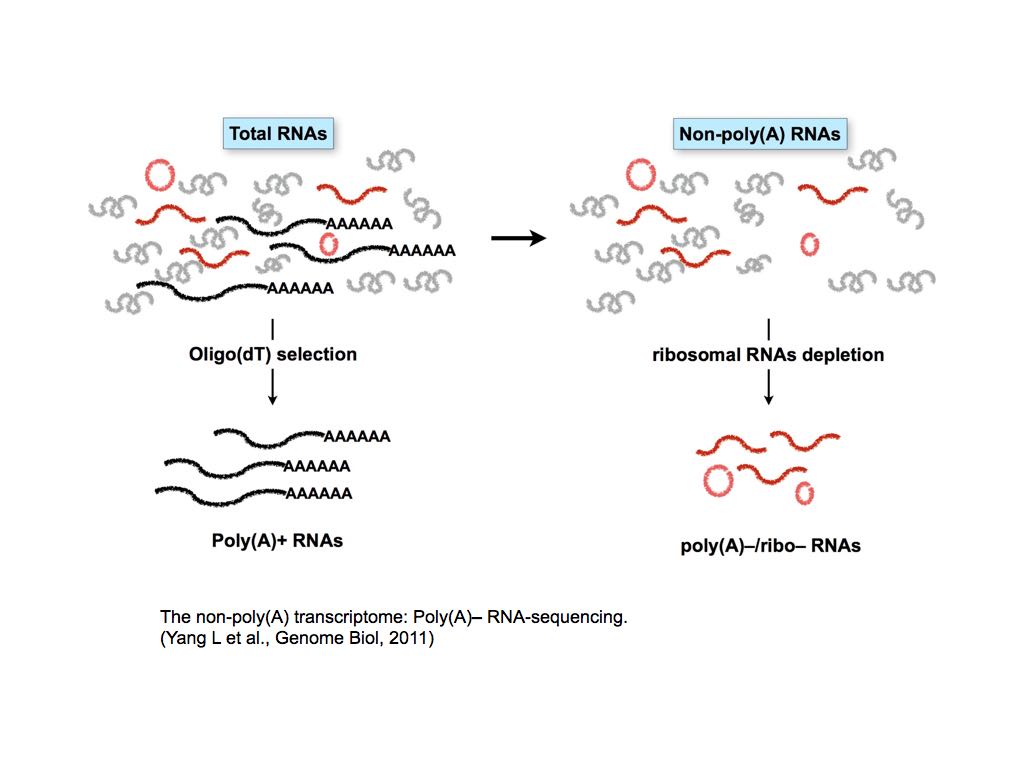 Total RNAs
Non-poly(A) RNAs
AAAAAA
AAAAAA
AAAAAA
Oligo(dT) selection
ribosomal RNAs depletion
AAAAAA
AAAAAA
AAAAAA
Poly(A)+ RNAs
poly(A)–/ribo– RNAs
The non-poly(A) transcriptome: Poly(A)– RNA-sequencing.
(Yang L et al., Genome Biol, 2011)